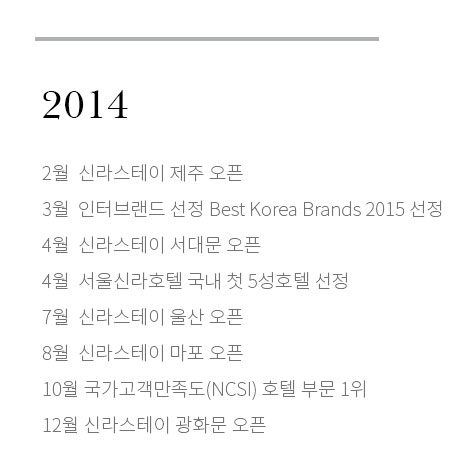 2014
2월 신라스테이 제주 오픈
3월 인터브랜드 선정 Best Korea Brands 2015 선정
4월 신라스테이 서대문 오픈
4월 서울신라호텔 국내 첫 5성호텔 선정
7월 신라스테이 울산 오픈
8월 신라스테이 마포 오픈
10월 국가고객만족도(NCSI) 호텔 부문 1위
12월 신라스테이 광화문 오픈